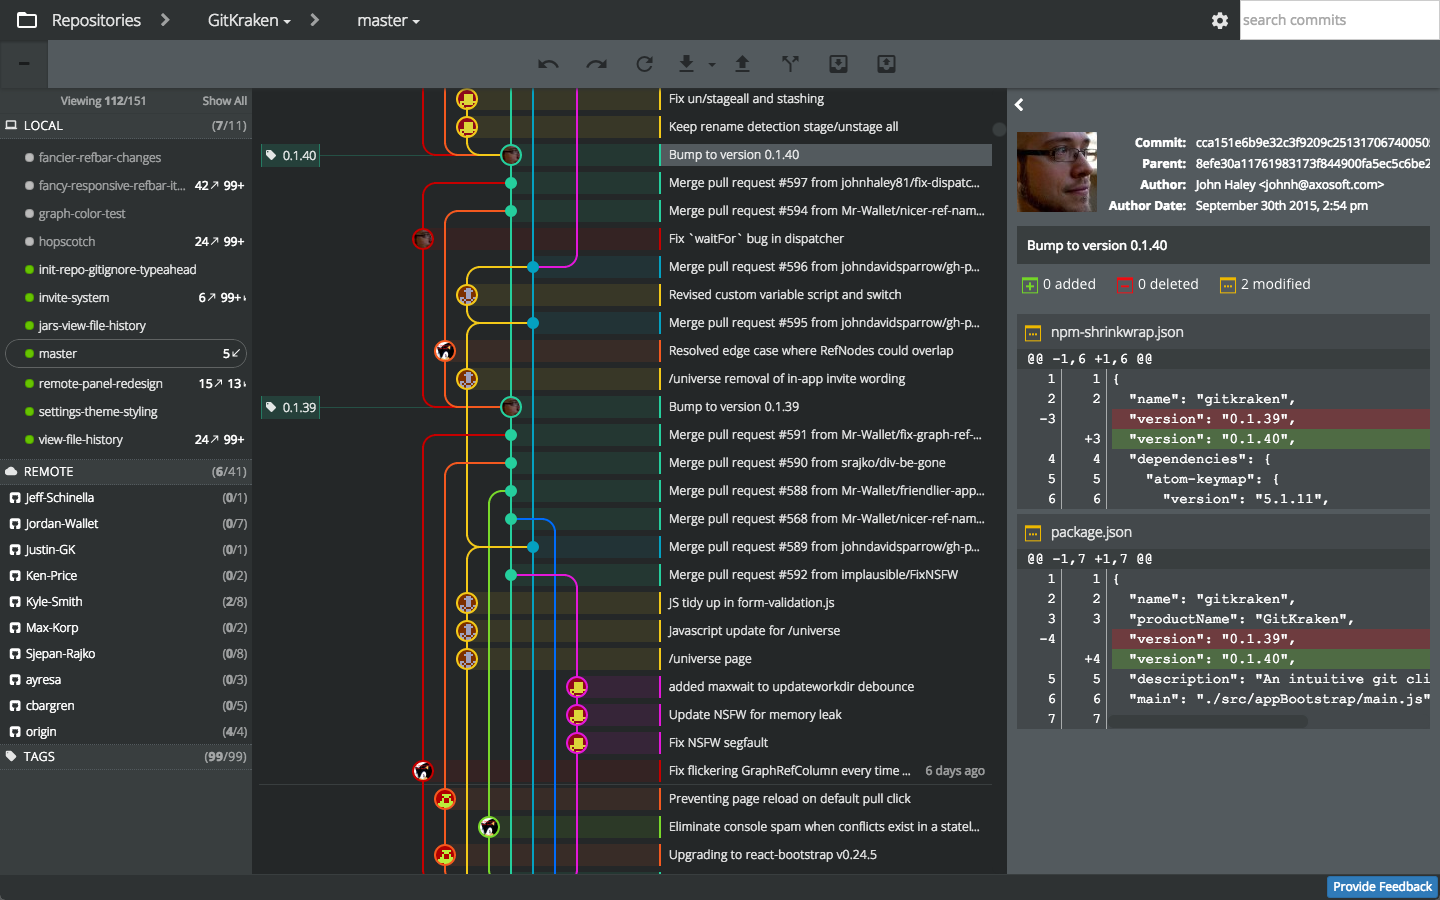 Repositories GitKraken master search commits
Viewing 112/151 Show All
LOCAL (7/11)
fancier-refbar-changes
fancy-responsive-refbar-it... 42 99+
graph-color-test
hopscotch 24 99+
init-repo-gitignore-typeahead
invite-system 6 99+
jars-view-file-history
master 5
remote-panel-redesign 15 13
settings-theme-styling
view-file-history 24 99+
REMOTE (6/41)
Jeff-Schinella (0/1)
Jordan-Wallet (0/7)
Justin-GK (0/1)
Ken-Price (0/2)
Kyle-Smith (2/8)
Max-Korp (0/2)
Sjepan-Rajko (0/8)
ayresa (0/3)
cbargren (0/5)
origin (4/4)
TAGS (99/99)
0.1.40
0.1.39
Fix un/stageall and stashing
Keep rename detection stage/unstage all
Bump to version 0.1.40
Merge pull request #597 from johnhaley81/fix-dispatc...
Merge pull request #594 from Mr-Wallet/nicer-ref-nam...
Fix `waitFor` bug in dispatcher
Merge pull request #596 from johndavidsparrow/gh-p...
Revised custom variable script and switch
Merge pull request #595 from johndavidsparrow/gh-p...
Resolved edge case where RefNodes could overlap
/universe removal of in-app invite wording
Bump to version 0.1.39
Merge pull request #591 from Mr-Wallet/fix-graph-ref-...
Merge pull request #590 from srajko/div-be-gone
Merge pull request #588 from Mr-Wallet/friendlier-app...
Merge pull request #568 from Mr-Wallet/nicer-ref-nam...
Merge pull request #589 from johndavidsparrow/gh-p...
Merge pull request #592 from implausible/FixNSFW
JS tidy up in form-validation.js
Javascript update for /universe
/universe page
added maxwait to updateworkdir debounce
Update NSFW for memory leak
Fix NSFW segfault
Fix flickering GraphRefColumn every time ... 6 days ago
Preventing page reload on default pull click
Eliminate console spam when conflicts exist in a statel...
Upgrading to react-bootstrap v0.24.5
Commit: cca151e6b9e32c3f9209c251317067400505
Parent: 8efe30a11761983173f844900fa5ec5c6be2
Author: John Haley <johnh@axosoft.com>
Author Date: September 30th 2015, 2:54 pm
Bump to version 0.1.40
0 added 0 deleted 2 modified
npm-shrinkwrap.json
@@ -1,6 +1,6 @@
1 1 {
2 2 "name": "gitkraken",
-3 "version": "0.1.39",
+3 "version": "0.1.40",
4 4 "dependencies": {
5 5 "atom-keymap": {
6 6 "version": "5.1.11",
package.json
@@ -1,7 +1,7 @@
1 1 {
2 2 "name": "gitkraken",
3 3 "productName": "GitKraken",
-4 "version": "0.1.39",
+4 "version": "0.1.40",
5 5 "description": "An intuitive git cli
6 6 "main": "./src/appBootstrap/main.js"
7 7
Provide Feedback